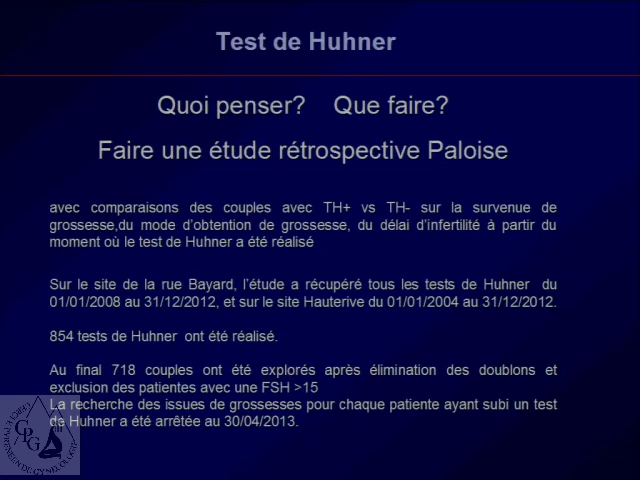 Test de Huhner
Quoi penser? Que faire?
Faire une étude rétrospective Paloise
avec comparaisons des couples avec TH+ vs TH- sur la survenue de
grossesse,du mode d'obtention de grossesse, du délai d'infertilité à partir du
moment où le test de Huhner a été réalisé
Sur le site de la rue Bayard, l'étude a récupéré tous les tests de Huhner du
01/01/2008 au 31/12/2012, et sur le site Hauterive du 01/01/2004 au 31/12/2012.
854 tests de Huhner ont été réalisé.
Au final 718 couples ont été explorés après élimination des doublons et
exclusion des patientes avec une FSH >15
La recherche des issues de grossesses pour chaque patiente ayant subi un test
de Huhner a été arrêtée au 30/04/2013.
CERCLE PYRENEEN DE GYNECOLOGIE
CPG